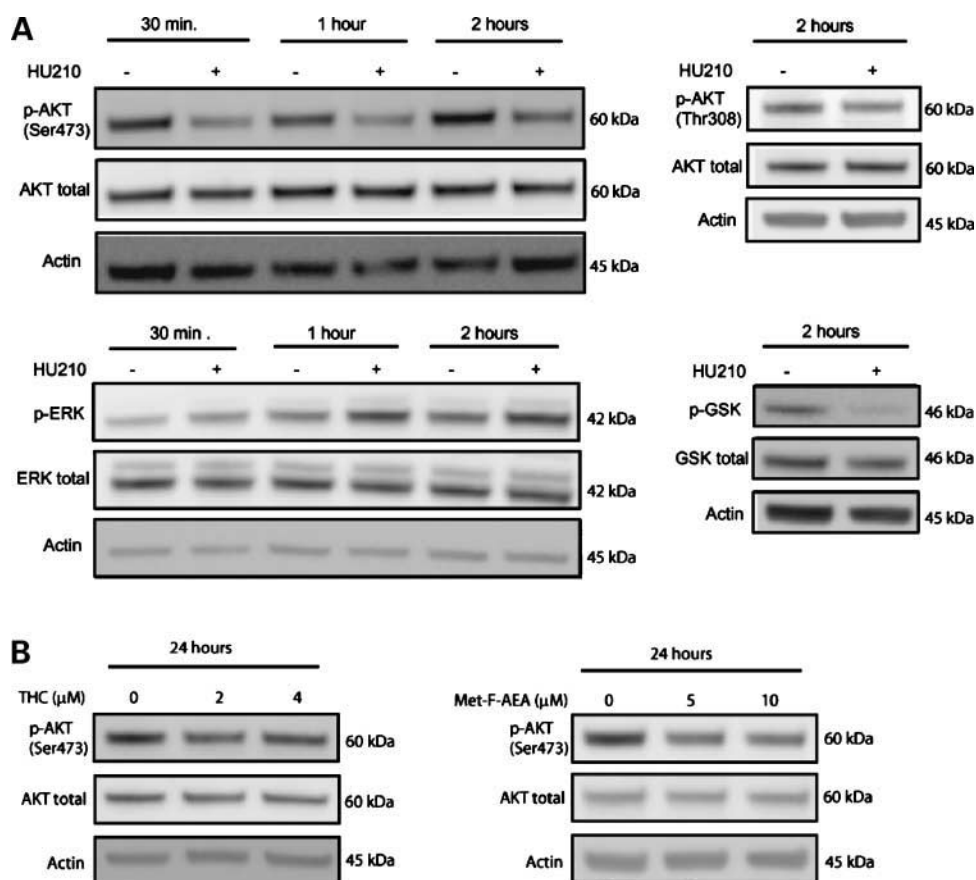 A
30 min. 1 hour 2 hours
HU210 - + - + - +
p-AKT
(Ser473) 60 kDa
AKT total 60 kDa
Actin 45 kDa
2 hours
HU210 - +
p-AKT
(Thr308) 60 kDa
AKT total 60 kDa
Actin 45 kDa
30 min . 1 hour 2 hours
HU210 - + - + - +
p-ERK 42 kDa
ERK total 42 kDa
Actin 45 kDa
2 hours
HU210 - +
p-GSK 46 kDa
GSK total 46 kDa
Actin 45 kDa
B
24 hours
THC (μM) 0 2 4
p-AKT
(Ser473) 60 kDa
AKT total 60 kDa
Actin 45 kDa
24 hours
Met-F-AEA (μM) 0 5 10
p-AKT
(Ser473) 60 kDa
AKT total 60 kDa
Actin 45 kDa